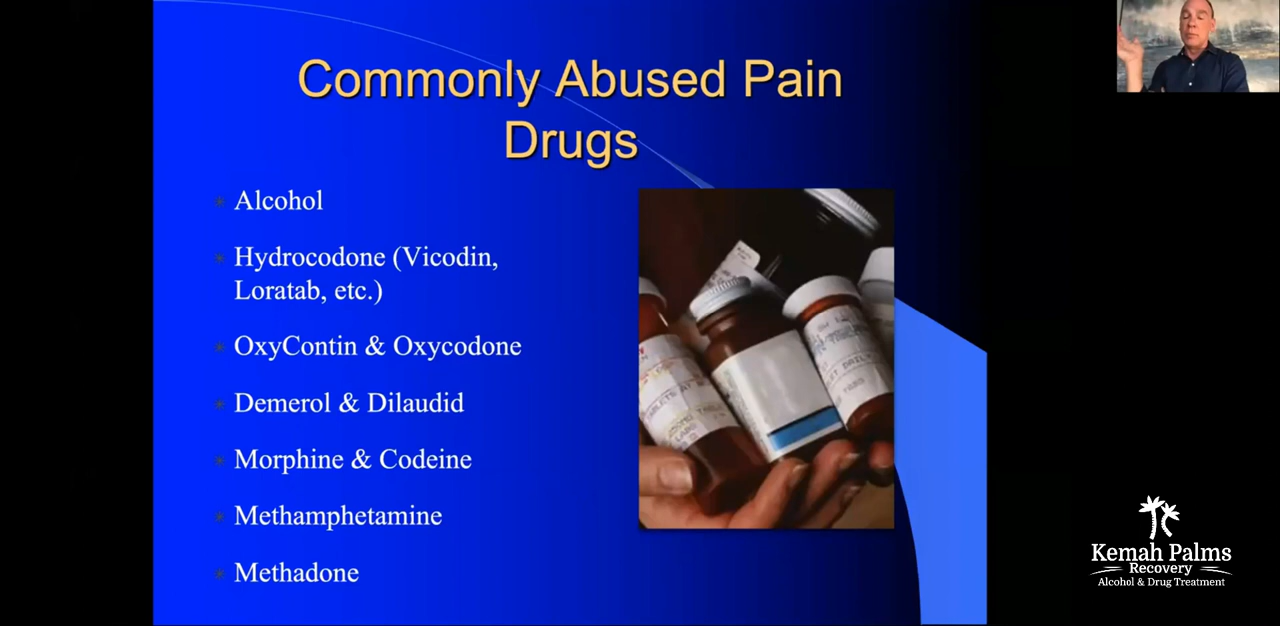 Commonly Abused Pain
Drugs
Alcohol
Hydrocodone (Vicodin,
Loratab, etc.)
OxyContin & Oxycodone
Demerol & Dilaudid
Morphine & Codeine
Methamphetamine
Methadone
Kemah Palms
Recovery
Alcohol & Drug Treatment